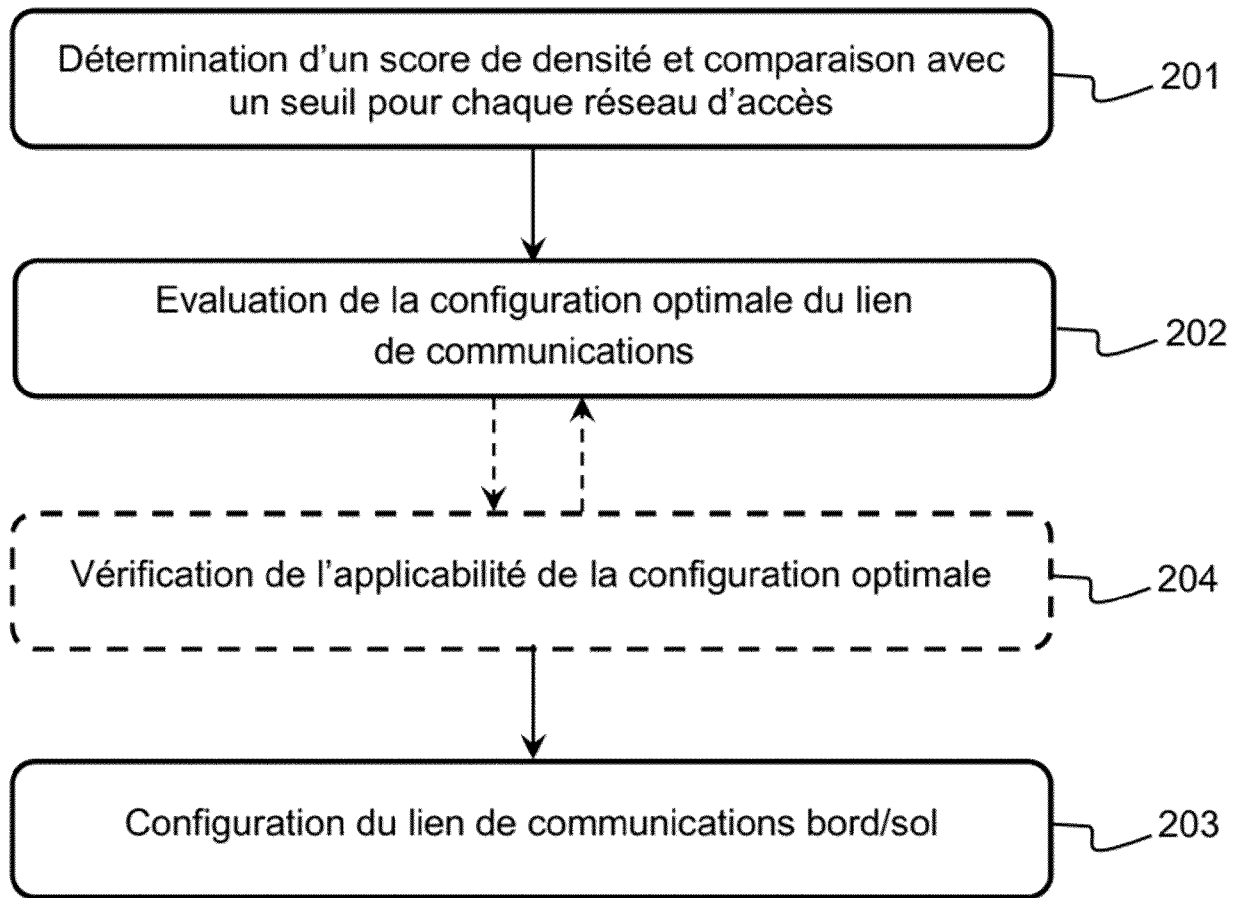 Détermination d'un score de densité et comparaison avec
un seuil pour chaque réseau d'accès
201
Evaluation de la configuration optimale du lien
de communications
202
Vérification de l'applicabilité de la configuration optimale
204
Configuration du lien de communications bord/sol
203